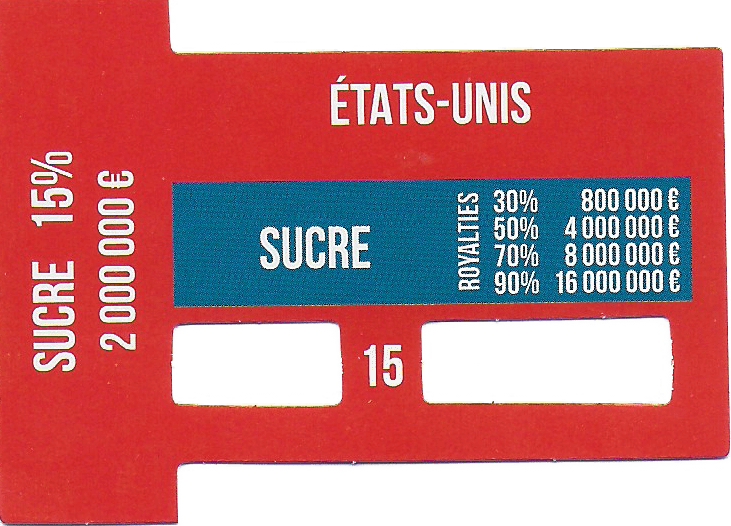 SUCRE 15%
2 000 000 €
ÉTATS-UNIS
SUCRE
ROYALTIES
30% 800 000 €
50% 4 000 000 €
70% 8 000 000 €
90% 16 000 000 €
15